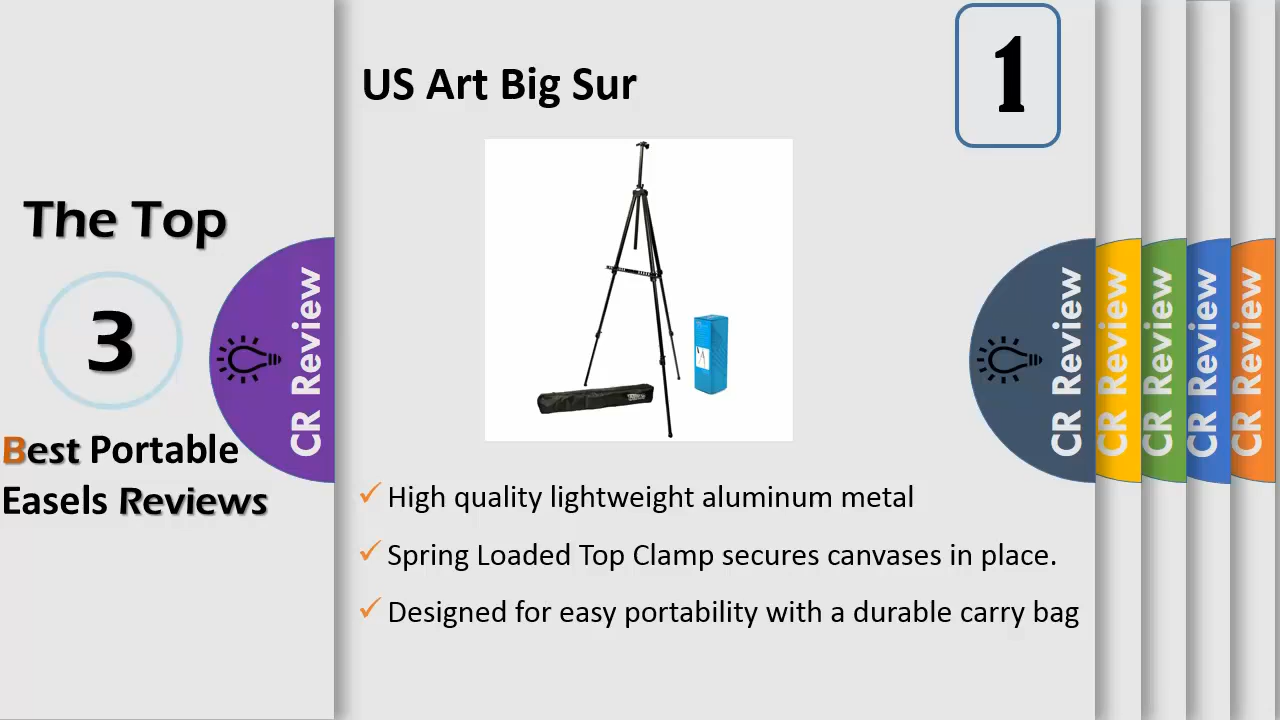 The Top
3
Best Portable
Easels Reviews
CR Review
US Art Big Sur
1
High quality lightweight aluminum metal
Spring Loaded Top Clamp secures canvases in place.
Designed for easy portability with a durable carry bag
CR Review
CR Review
CR Review
CR Review
CR Review